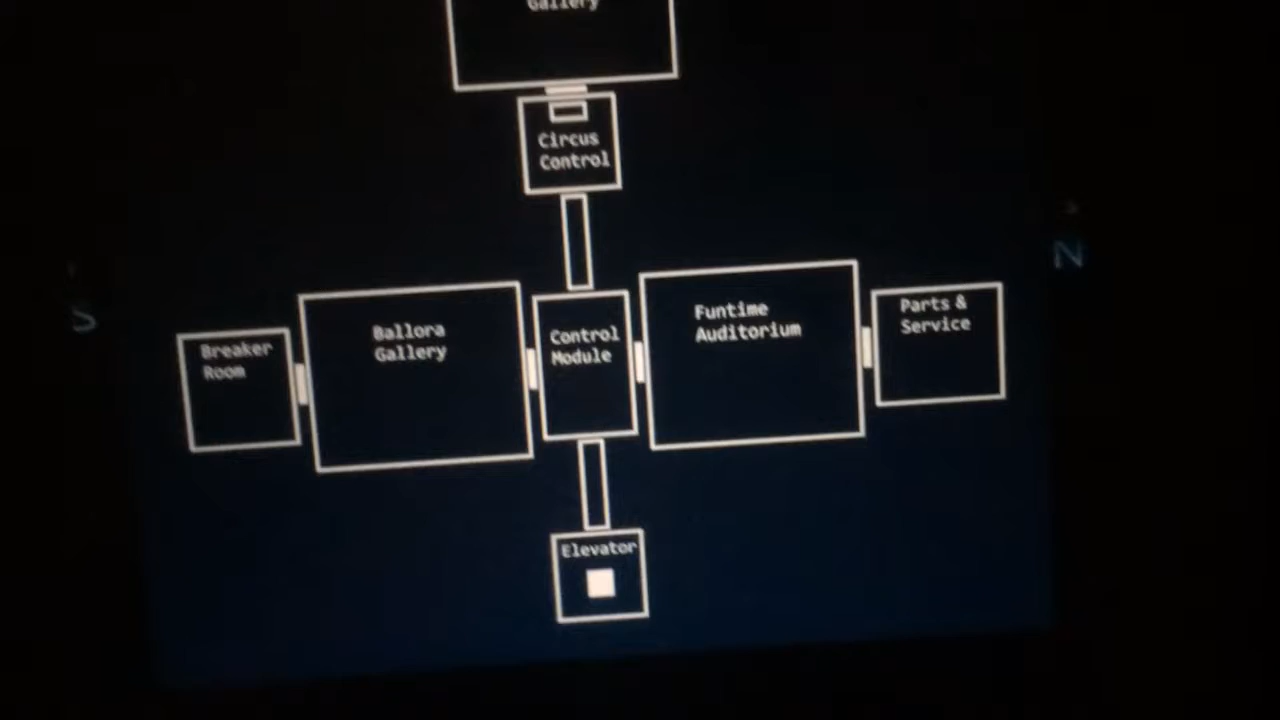 Gallery
Circus
Control
S
N
Breaker
Room
Ballora
Gallery
Control
Module
Funtime
Auditorium
Parts &
Service
Elevator